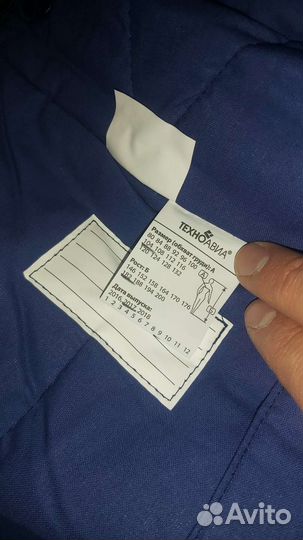 ТЕХНОАВИА®
Размер (обхват груди): А
80 84 88 92 96 100
104 108 112 116
120 124 128 132
Рост: Б
146 152 158 164 170 176
182 188 194 200
Дата выпуска:
2016 2017 2018
1 2 3 4 5 6 7 8 9 10 11 12
А
Б
Avito